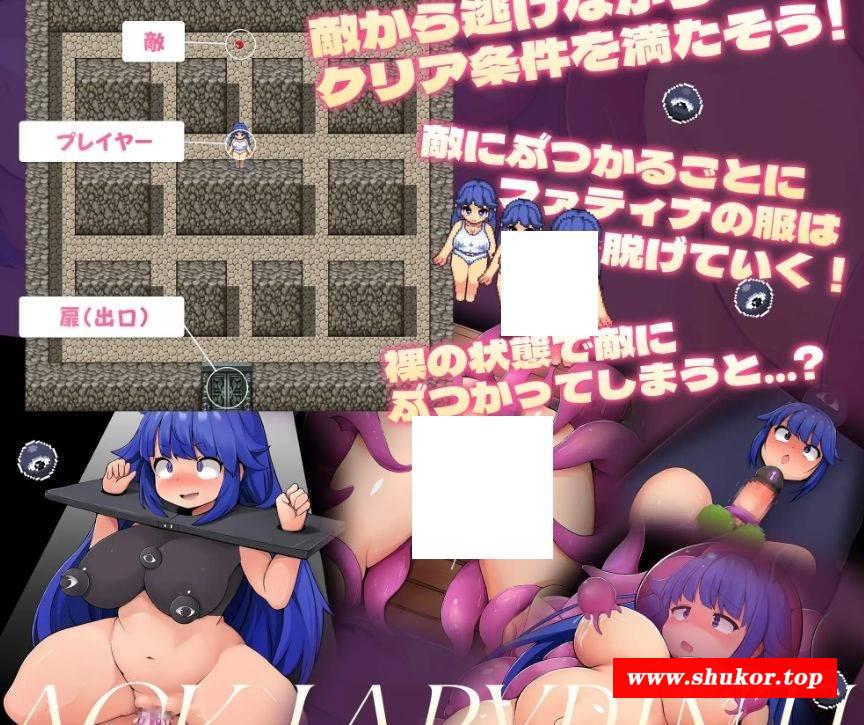 敵から逃げながら
クリア条件を満たそう！
敵
プレイヤー
敵にぶつかるごとに
ファティナの服は
脱げていく！
扉(出口)
裸の状態で敵に
ぶつかってしまうと…?
www.shukor.top